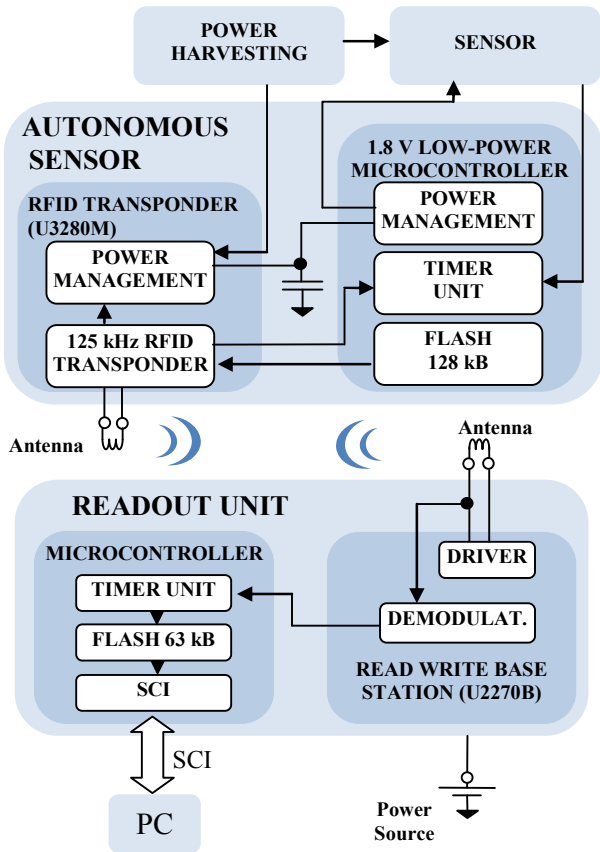 POWER
HARVESTING
SENSOR
AUTONOMOUS
SENSOR
1.8 V LOW-POWER
MICROCONTROLLER
RFID TRANSPONDER
(U3280M)
POWER
MANAGEMENT
POWER
MANAGEMENT
TIMER
UNIT
125 kHz RFID
TRANSPONDER
FLASH
128 kB
Antenna
Antenna
READOUT UNIT
MICROCONTROLLER
DRIVER
TIMER UNIT
DEMODULAT.
FLASH 63 kB
READ WRITE BASE
STATION (U2270B)
SCI
SCI
PC
Power
Source